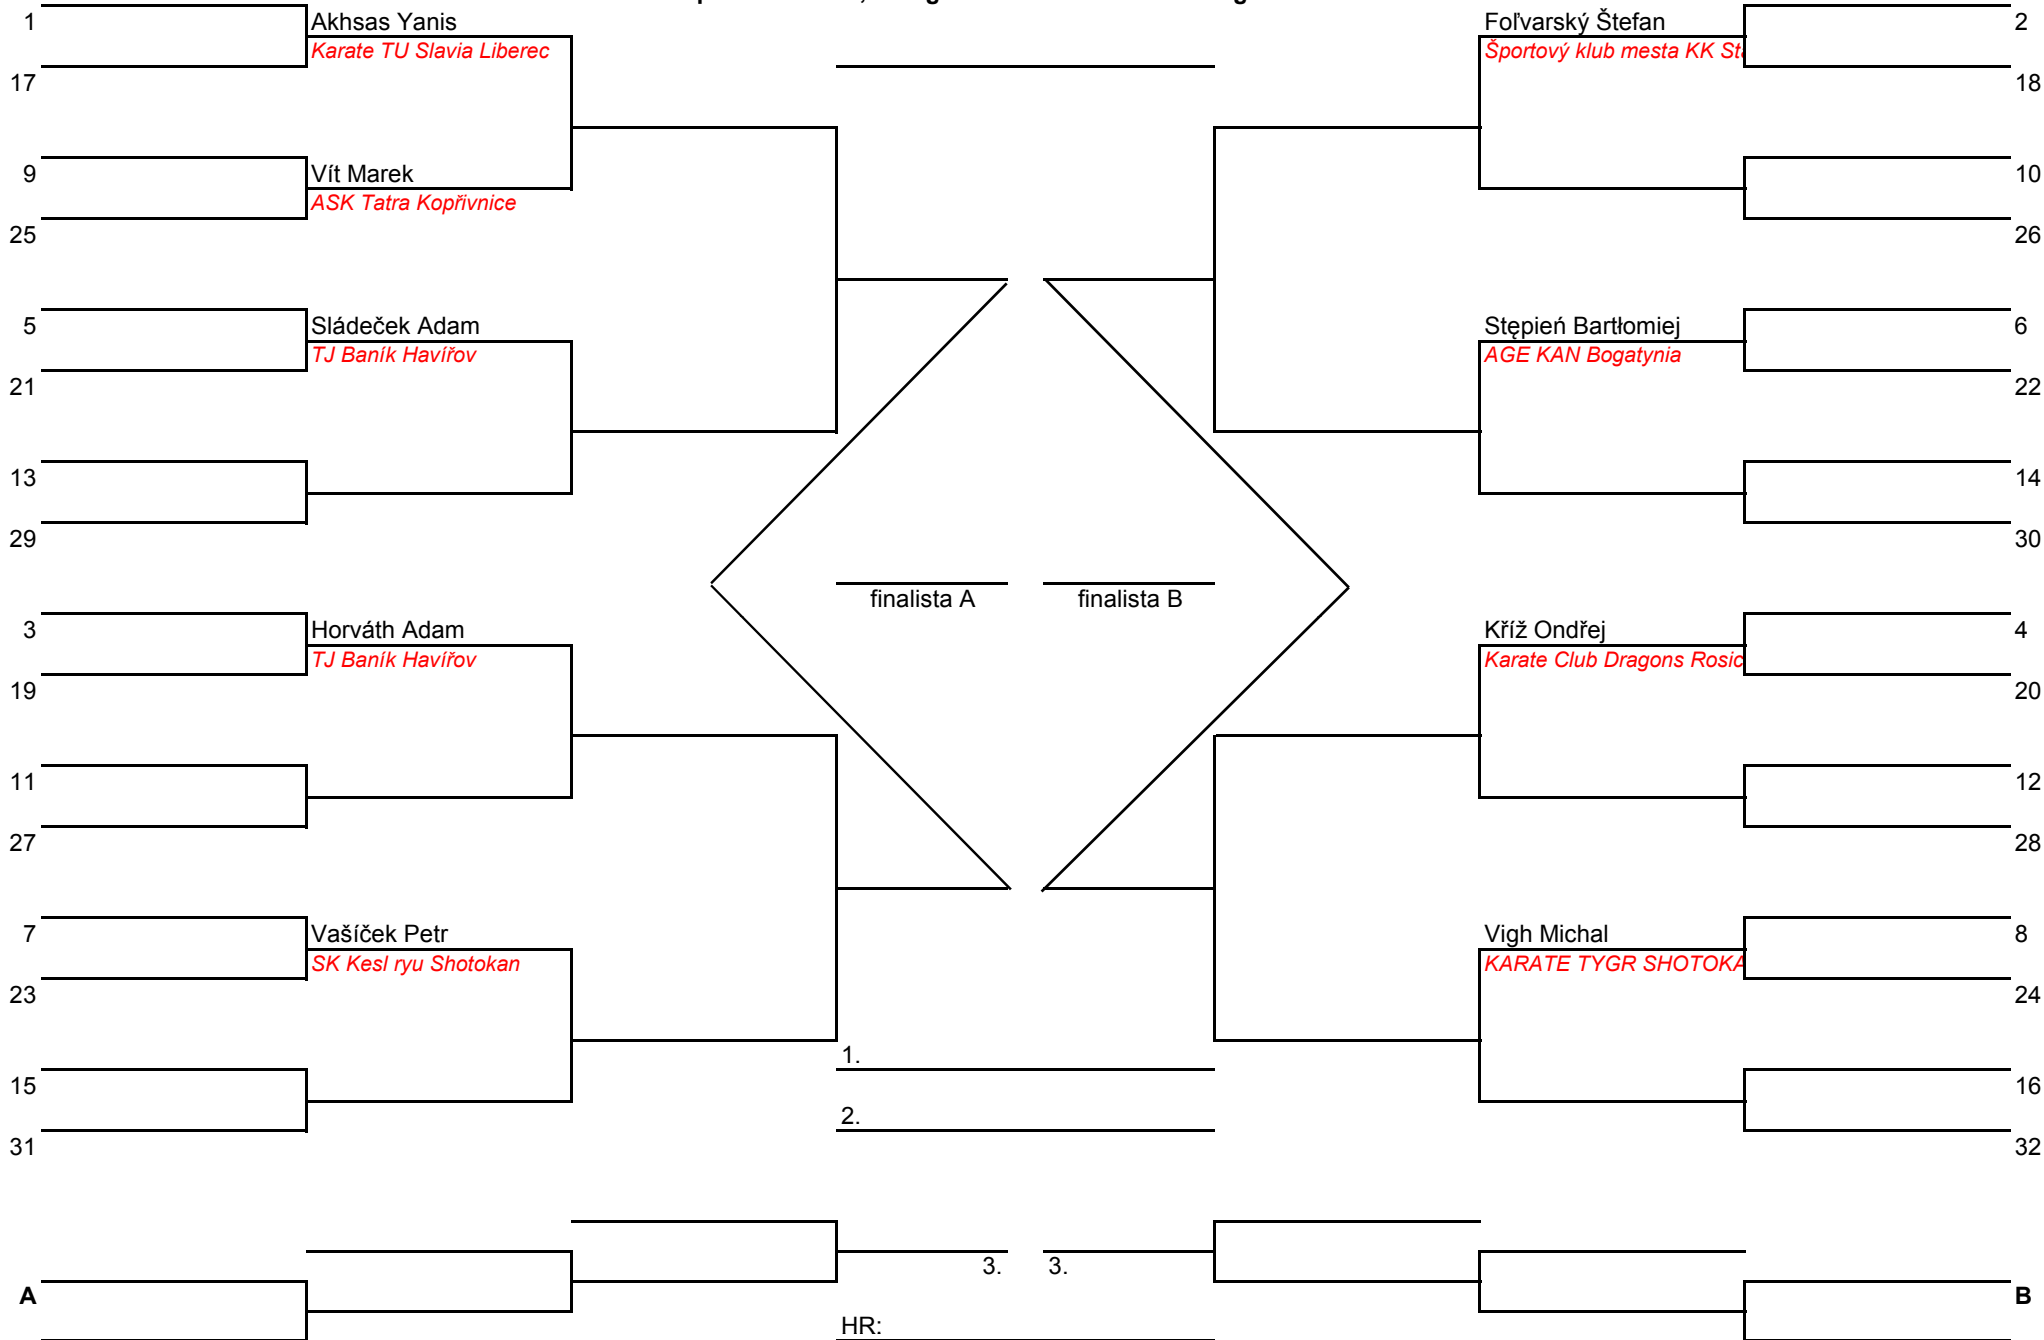 1
Akhsas Yanis
Karate TU Slavia Liberec
17
9
Vít Marek
ASK Tatra Kopřivnice
25
5
Sládeček Adam
TJ Baník Havířov
21
13
29
3
Horváth Adam
TJ Baník Havířov
19
11
27
7
Vašíček Petr
SK Kesl ryu Shotokan
23
15
31
A
finalista A
finalista B
1.
2.
3.
3.
HR:
Foľvarský Štefan
2
Športový klub mesta KK Sta
18
10
26
Stępień Bartłomiej
6
AGE KAN Bogatynia
22
14
30
Kříž Ondřej
4
Karate Club Dragons Rosic
20
12
28
Vigh Michal
8
KARATE TYGR SHOTOKA
24
16
32
B